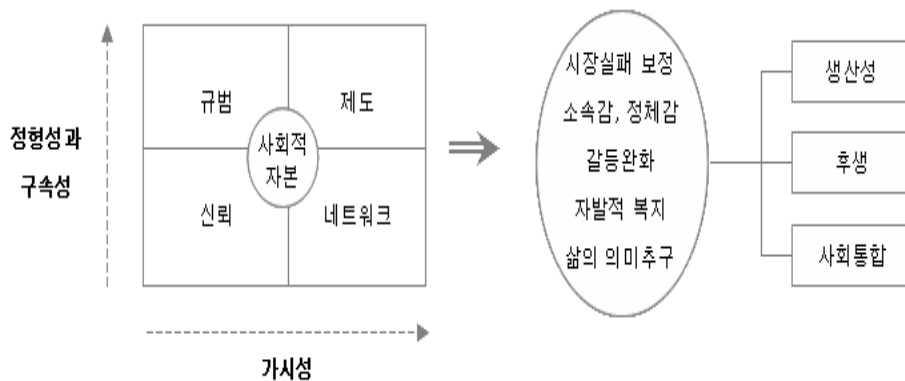 정형성과
구속성
규범
제도
사회적
자본
신뢰
네트워크
가시성
시장실패 보정
소속감, 정체감
갈등완화
자발적 복지
삶의 의미추구
생산성
후생
사회통합